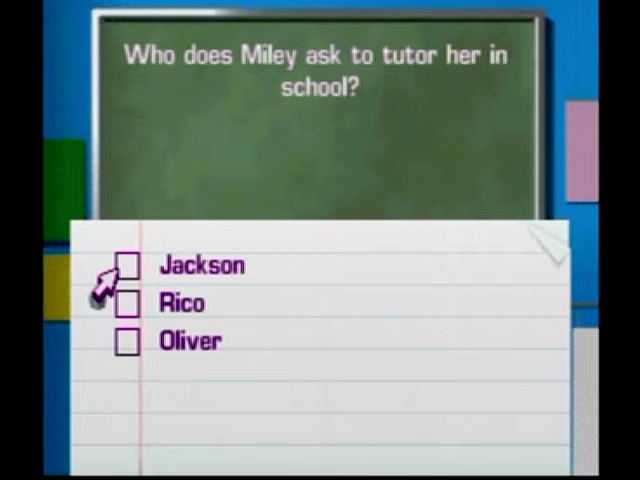 Who does Miley ask to tutor her in
school?
Jackson
Rico
Oliver